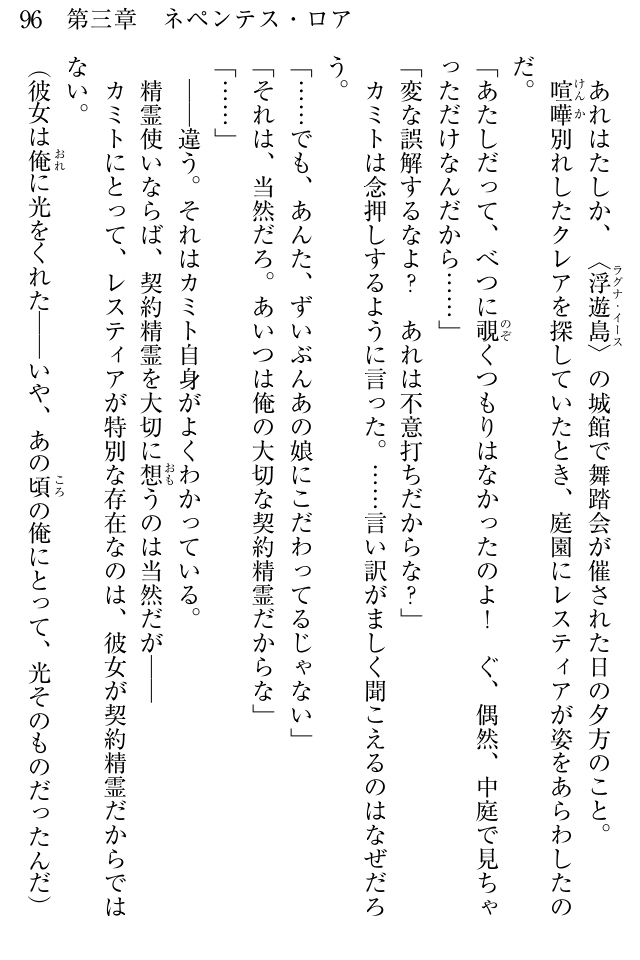 96 第三章 ネペンテス・ロア
あれはたしか、〈浮遊島〉の城館で舞踏会が催された日の夕方のこと。
喧嘩別れしたクレアを探していたとき、庭園にレスティアが姿をあらわしたの
だ。
「あたしだって、べつに覗くつもりはなかったのよ！　ぐ、偶然、中庭で見ちゃ
っただけなんだから……」
「変な誤解するなよ？　あれは不意打ちだからな？」
カミトは念押しするように言った。……言い訳がましく聞こえるのはなぜだろ
う。
「……でも、あんた、ずいぶんあの娘にこだわってるじゃない」
「それは、当然だろ。あいつは俺の大切な契約精霊だからな」
「……」
――違う。それはカミト自身がよくわかっている。
精霊使いならば、契約精霊を大切に想うのは当然だが――
カミトにとって、レスティアが特別な存在なのは、彼女が契約精霊だからでは
ない。
（彼女は俺に光をくれた――いや、あの頃の俺にとって、光そのものだったんだ）